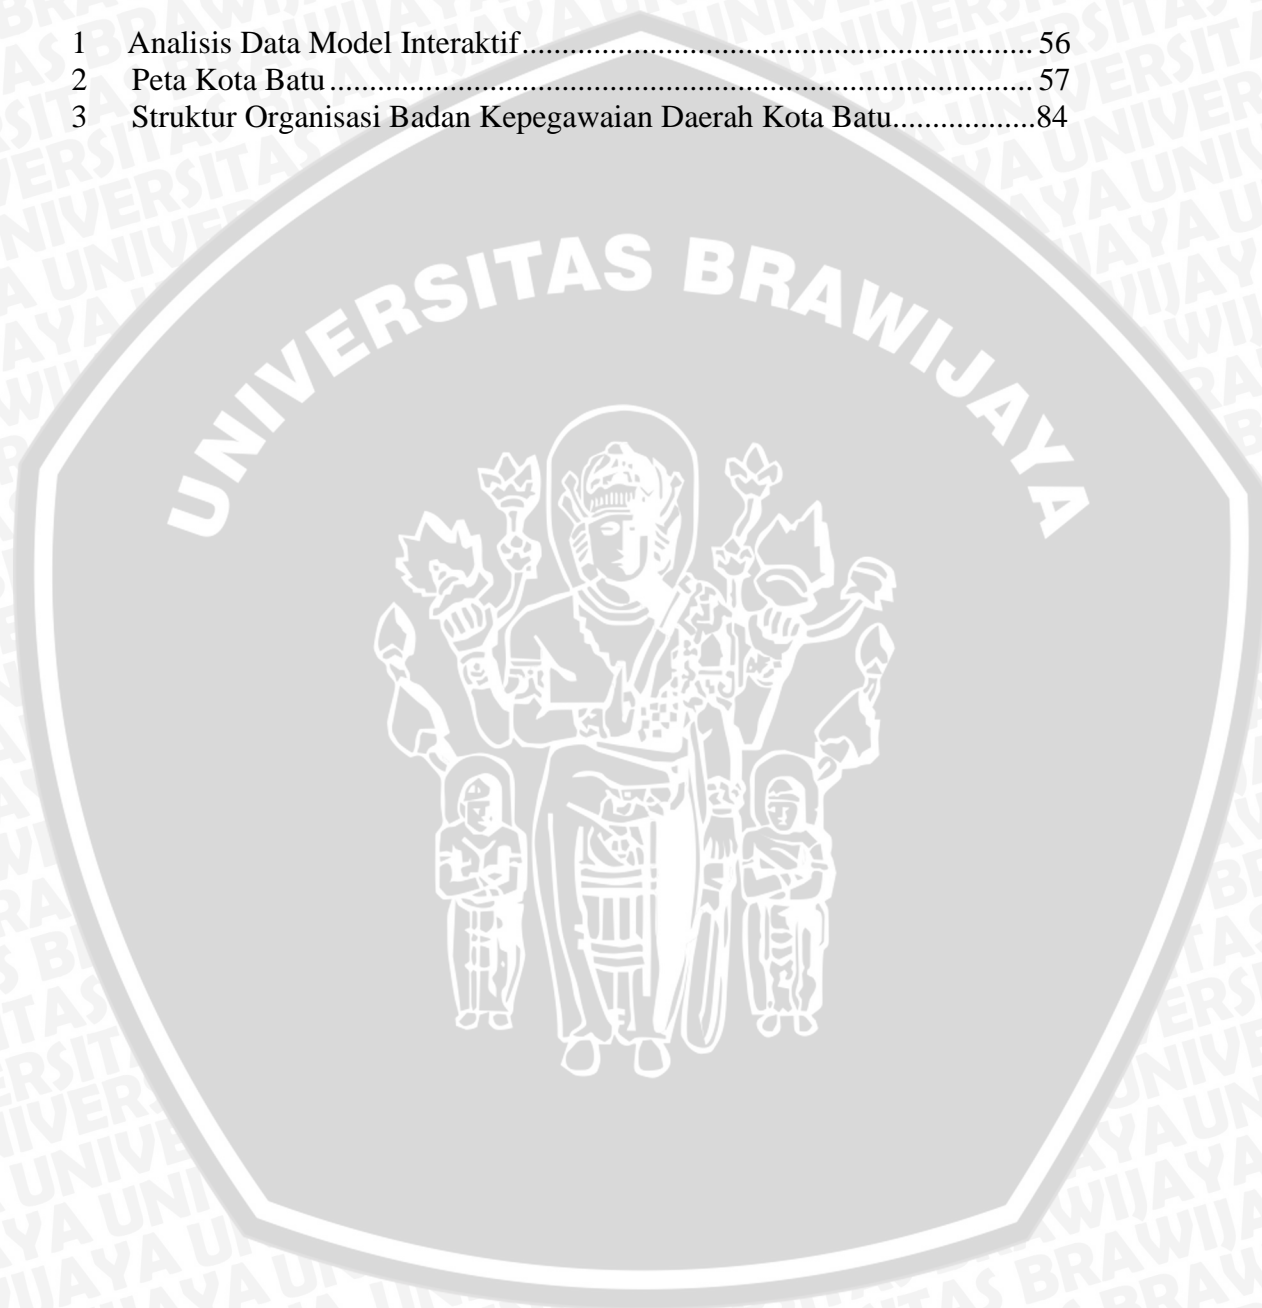 1 Analisis Data Model Interaktif........................................................ 56
2 Peta Kota Batu ............................................................................. 57
3 Struktur Organisasi Badan Kepegawaian Daerah Kota Batu................84
UNIVERSITAS BRAWIJAYA